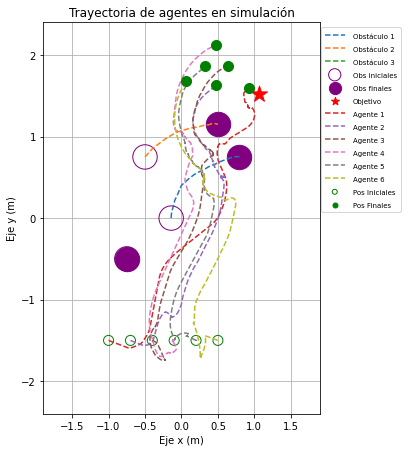 Trayectoria de agentes en simulación
Obstáculo 1
Obstáculo 2
Obstáculo 3
Obs iniciales
Obs finales
Objetivo
Agente 1
Agente 2
Agente 3
Agente 4
Agente 5
Agente 6
Pos Iniciales
Pos Finales
Eje y (m)
2
1
0
−1
−2
−1.5 −1.0 −0.5 0.0 0.5 1.0 1.5
Eje x (m)